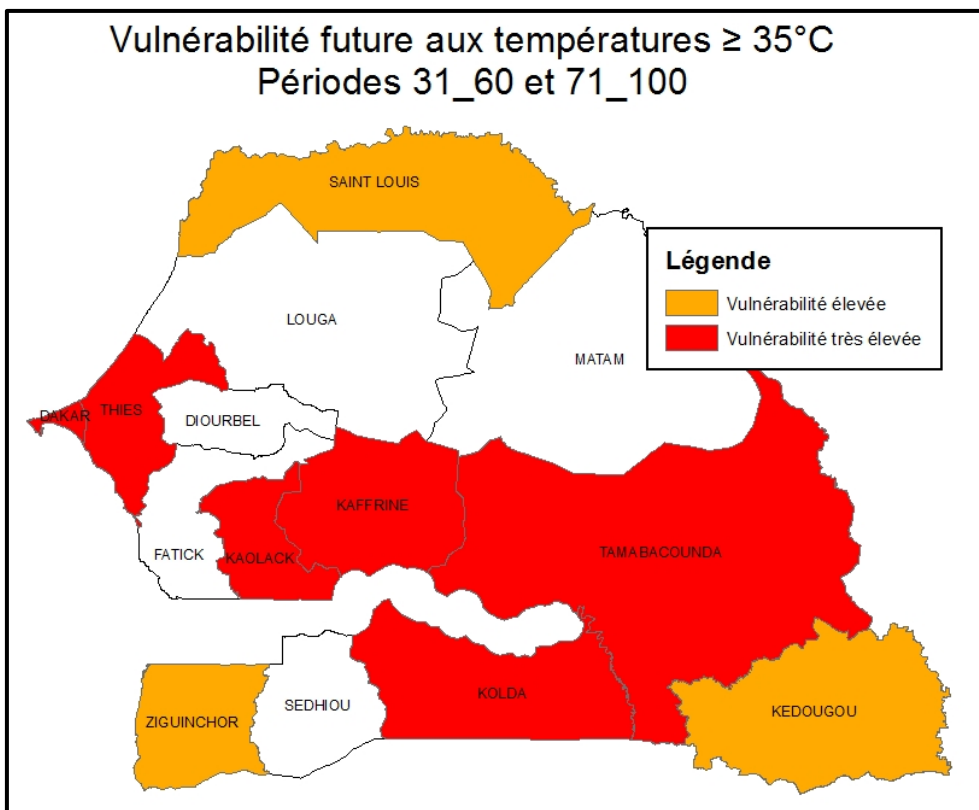 Vulnérabilité future aux températures ≥ 35°C
Périodes 31_60 et 71_100
SAINT LOUIS
Légende
Vulnérabilité élevée
Vulnérabilité très élevée
LOUGA
MATAM
DAKAR
THIES
DIOURBEL
KAFFRINE
FATICK
KAOLACK
TAMABACOUNDA
ZIGUINCHOR
SEDHIOU
KOLDA
KEDOUGOU